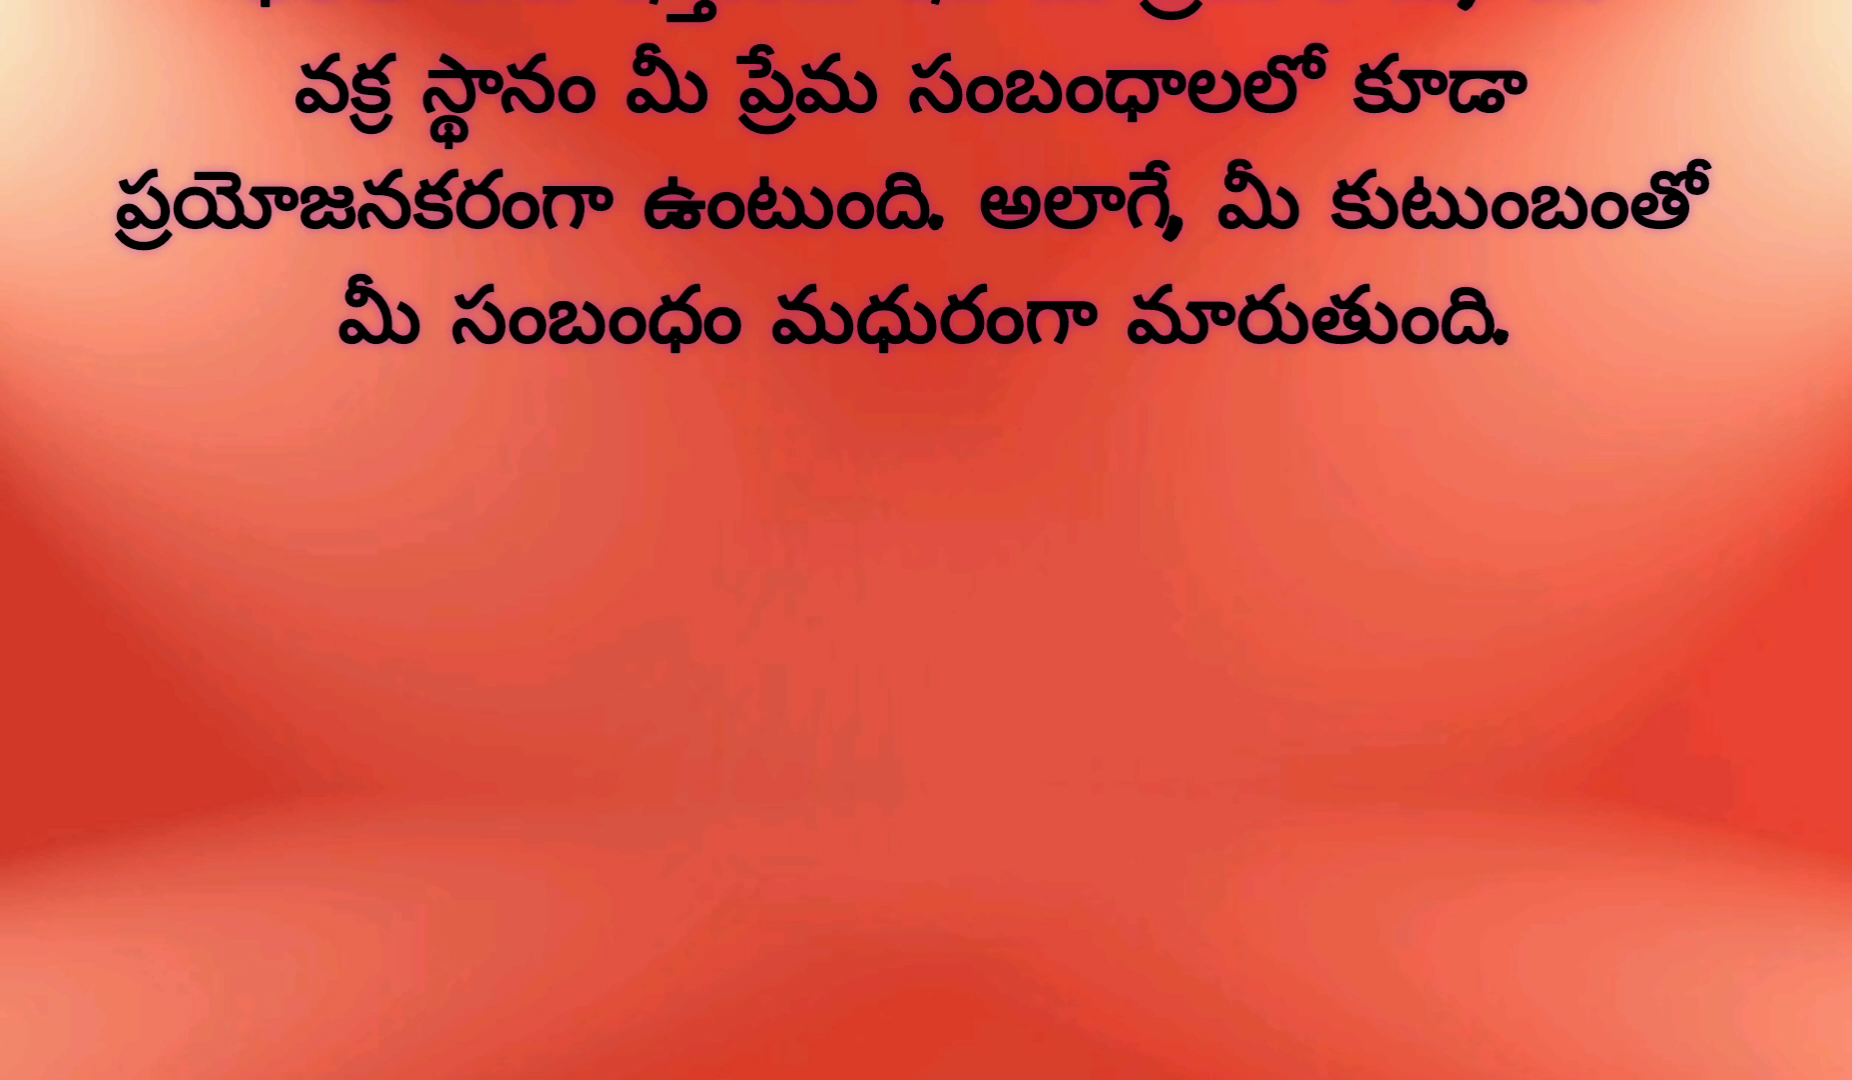 వక్ర స్థానం మీ ప్రేమ సంబంధాలలో కూడా
ప్రయోజనకరంగా ఉంటుంది. అలాగే, మీ కుటుంబంతో
మీ సంబంధం మధురంగా మారుతుంది.